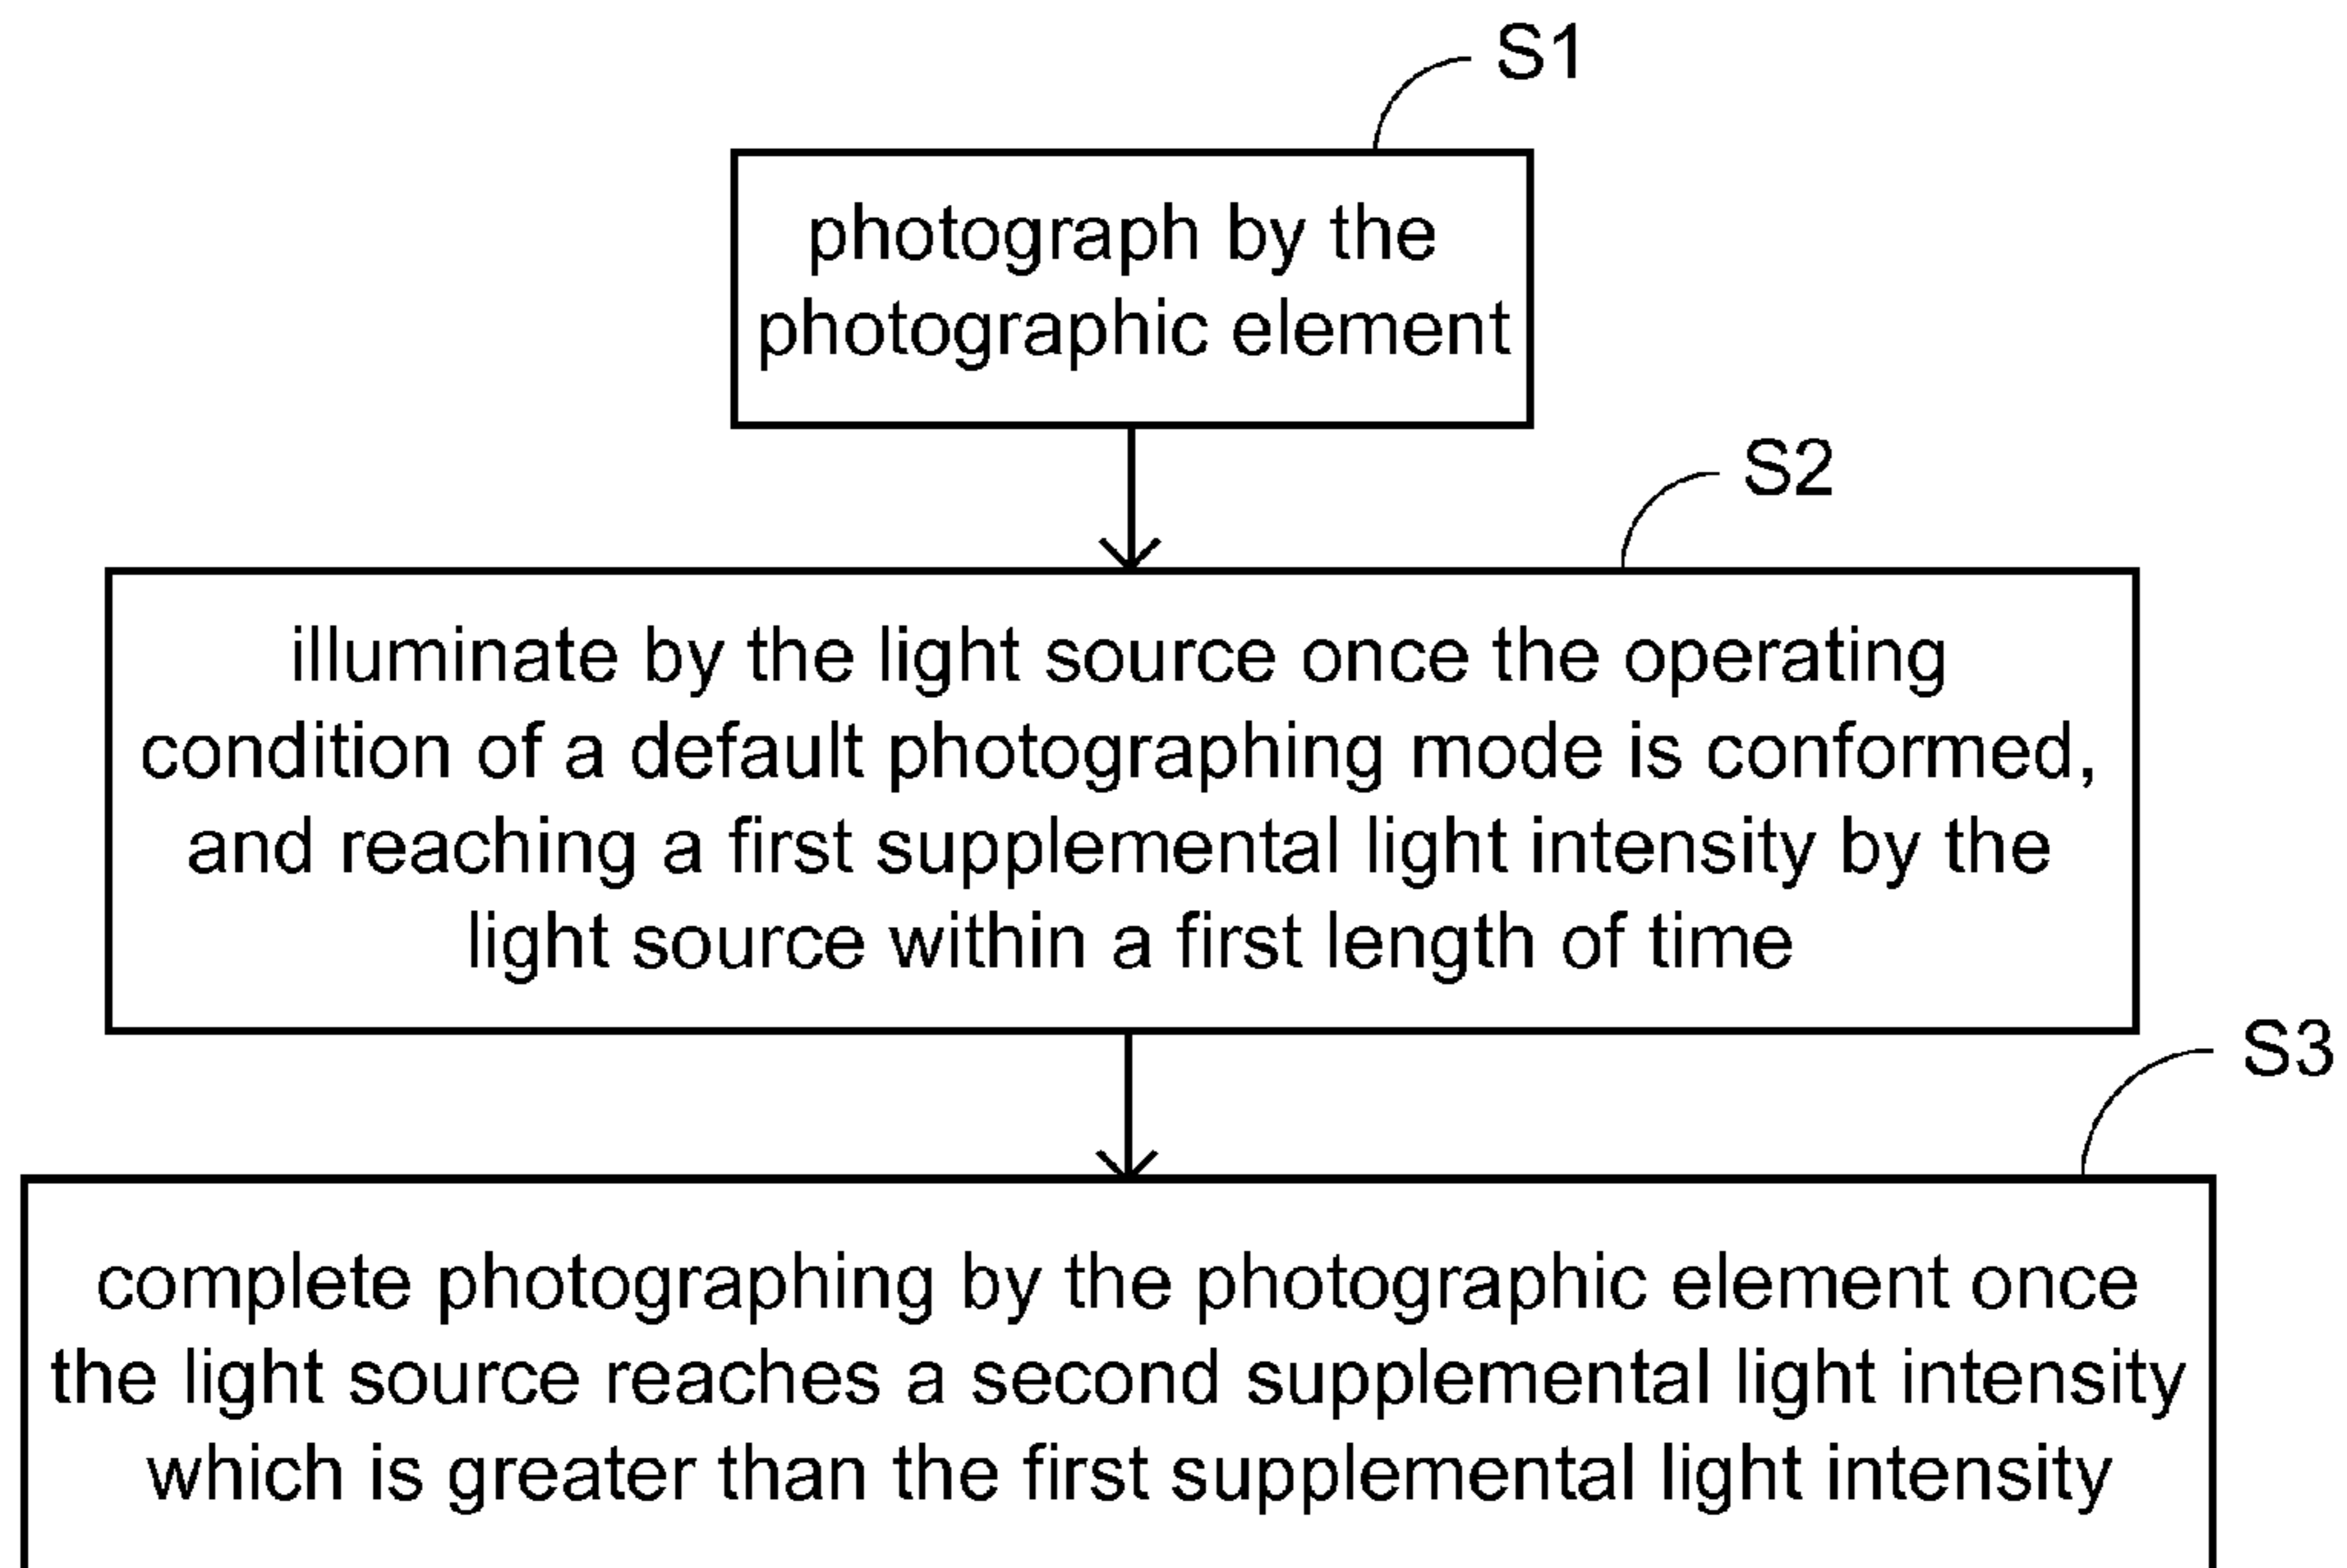 S1
photograph by the
photographic element
S2
illuminate by the light source once the operating
condition of a default photographing mode is conformed,
and reaching a first supplemental light intensity by the
light source within a first length of time
S3
complete photographing by the photographic element once
the light source reaches a second supplemental light intensity
which is greater than the first supplemental light intensity